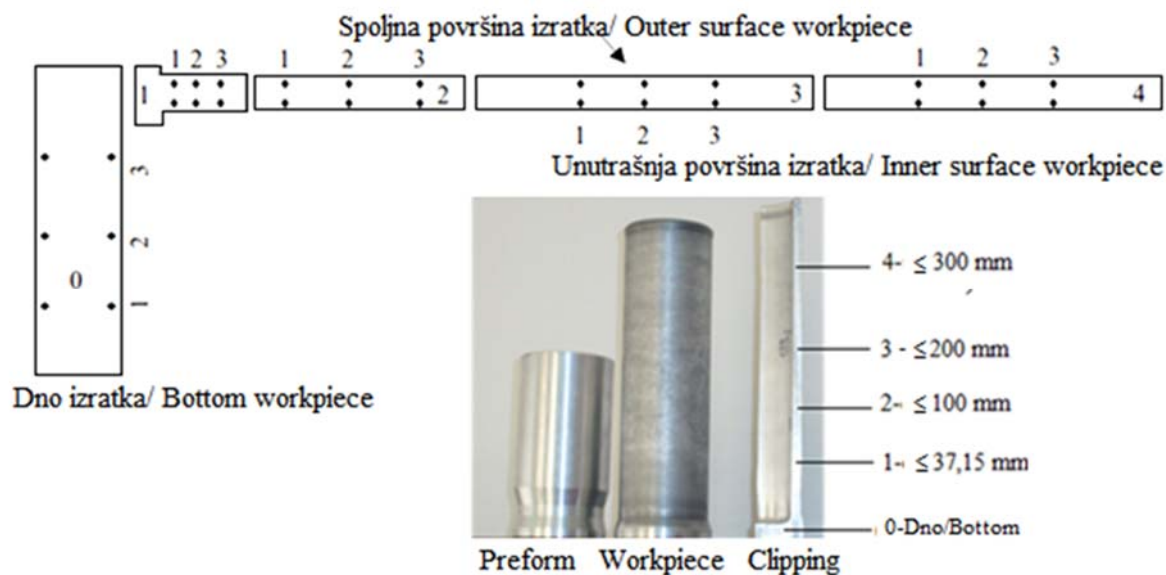 Spoljna površina izratka/ Outer surface workpiece
1 2 3
1 2 3
1 2 3
1
2
3
4
1 2 3
Unutrašnja površina izratka/ Inner surface workpiece
3
2
1
0
Dno izratka/ Bottom workpiece
4- ≤ 300 mm
3 - ≤200 mm
2- ≤ 100 mm
1- ≤ 37,15 mm
0-Dno/Bottom
Preform Workpiece Clipping